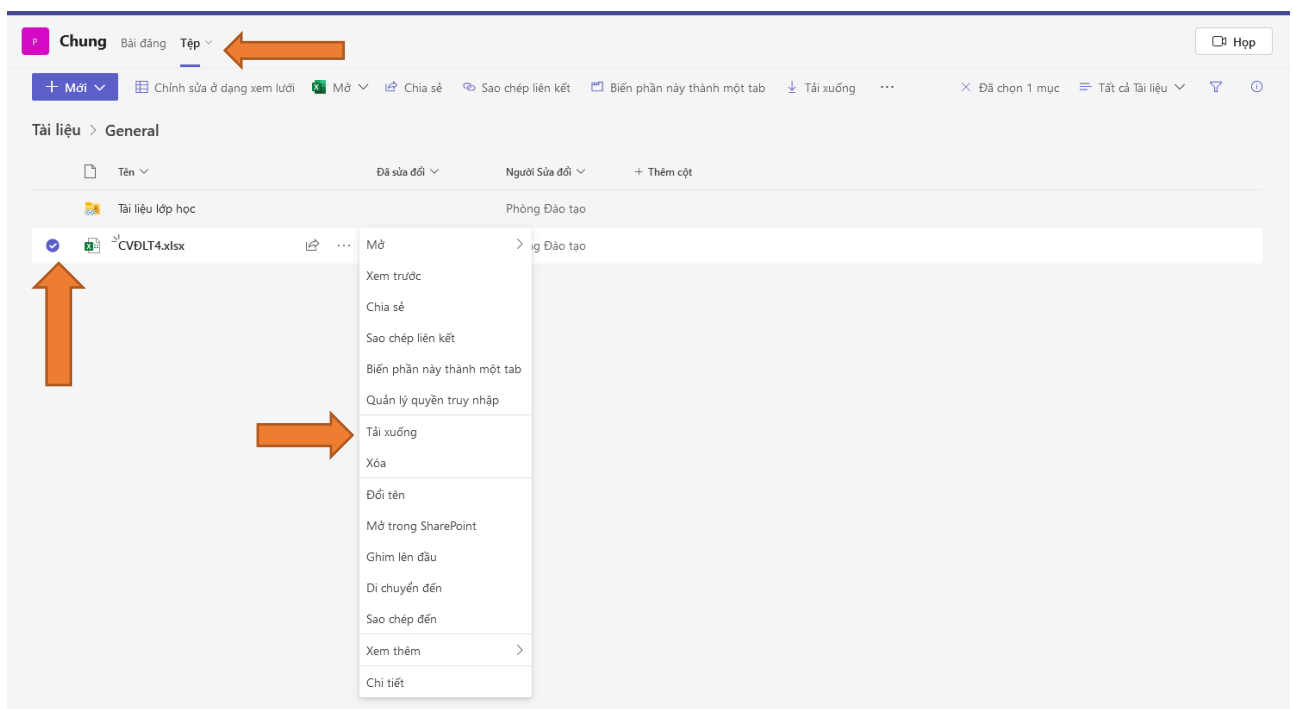 P Chung Bài đăng Tệp Họp
Mới Chỉnh sửa ở dạng xem lưới Mở Chia sẻ Sao chép liên kết Biến phần này thành một tab Tải xuống ... Đã chọn 1 mục Tất cả Tài liệu
Tài liệu > General
Tên Đã sửa đổi Người Sửa đổi + Thêm cột
Tài liệu lớp học Phòng Đào tạo
CVĐLT4.xlsx ... Đào tạo
Mở
Xem trước
Chia sẻ
Sao chép liên kết
Biến phần này thành một tab
Quản lý quyền truy nhập
Tải xuống
Xóa
Đổi tên
Mở trong SharePoint
Ghim lên đầu
Di chuyển đến
Sao chép đến
Xem thêm
Chi tiết